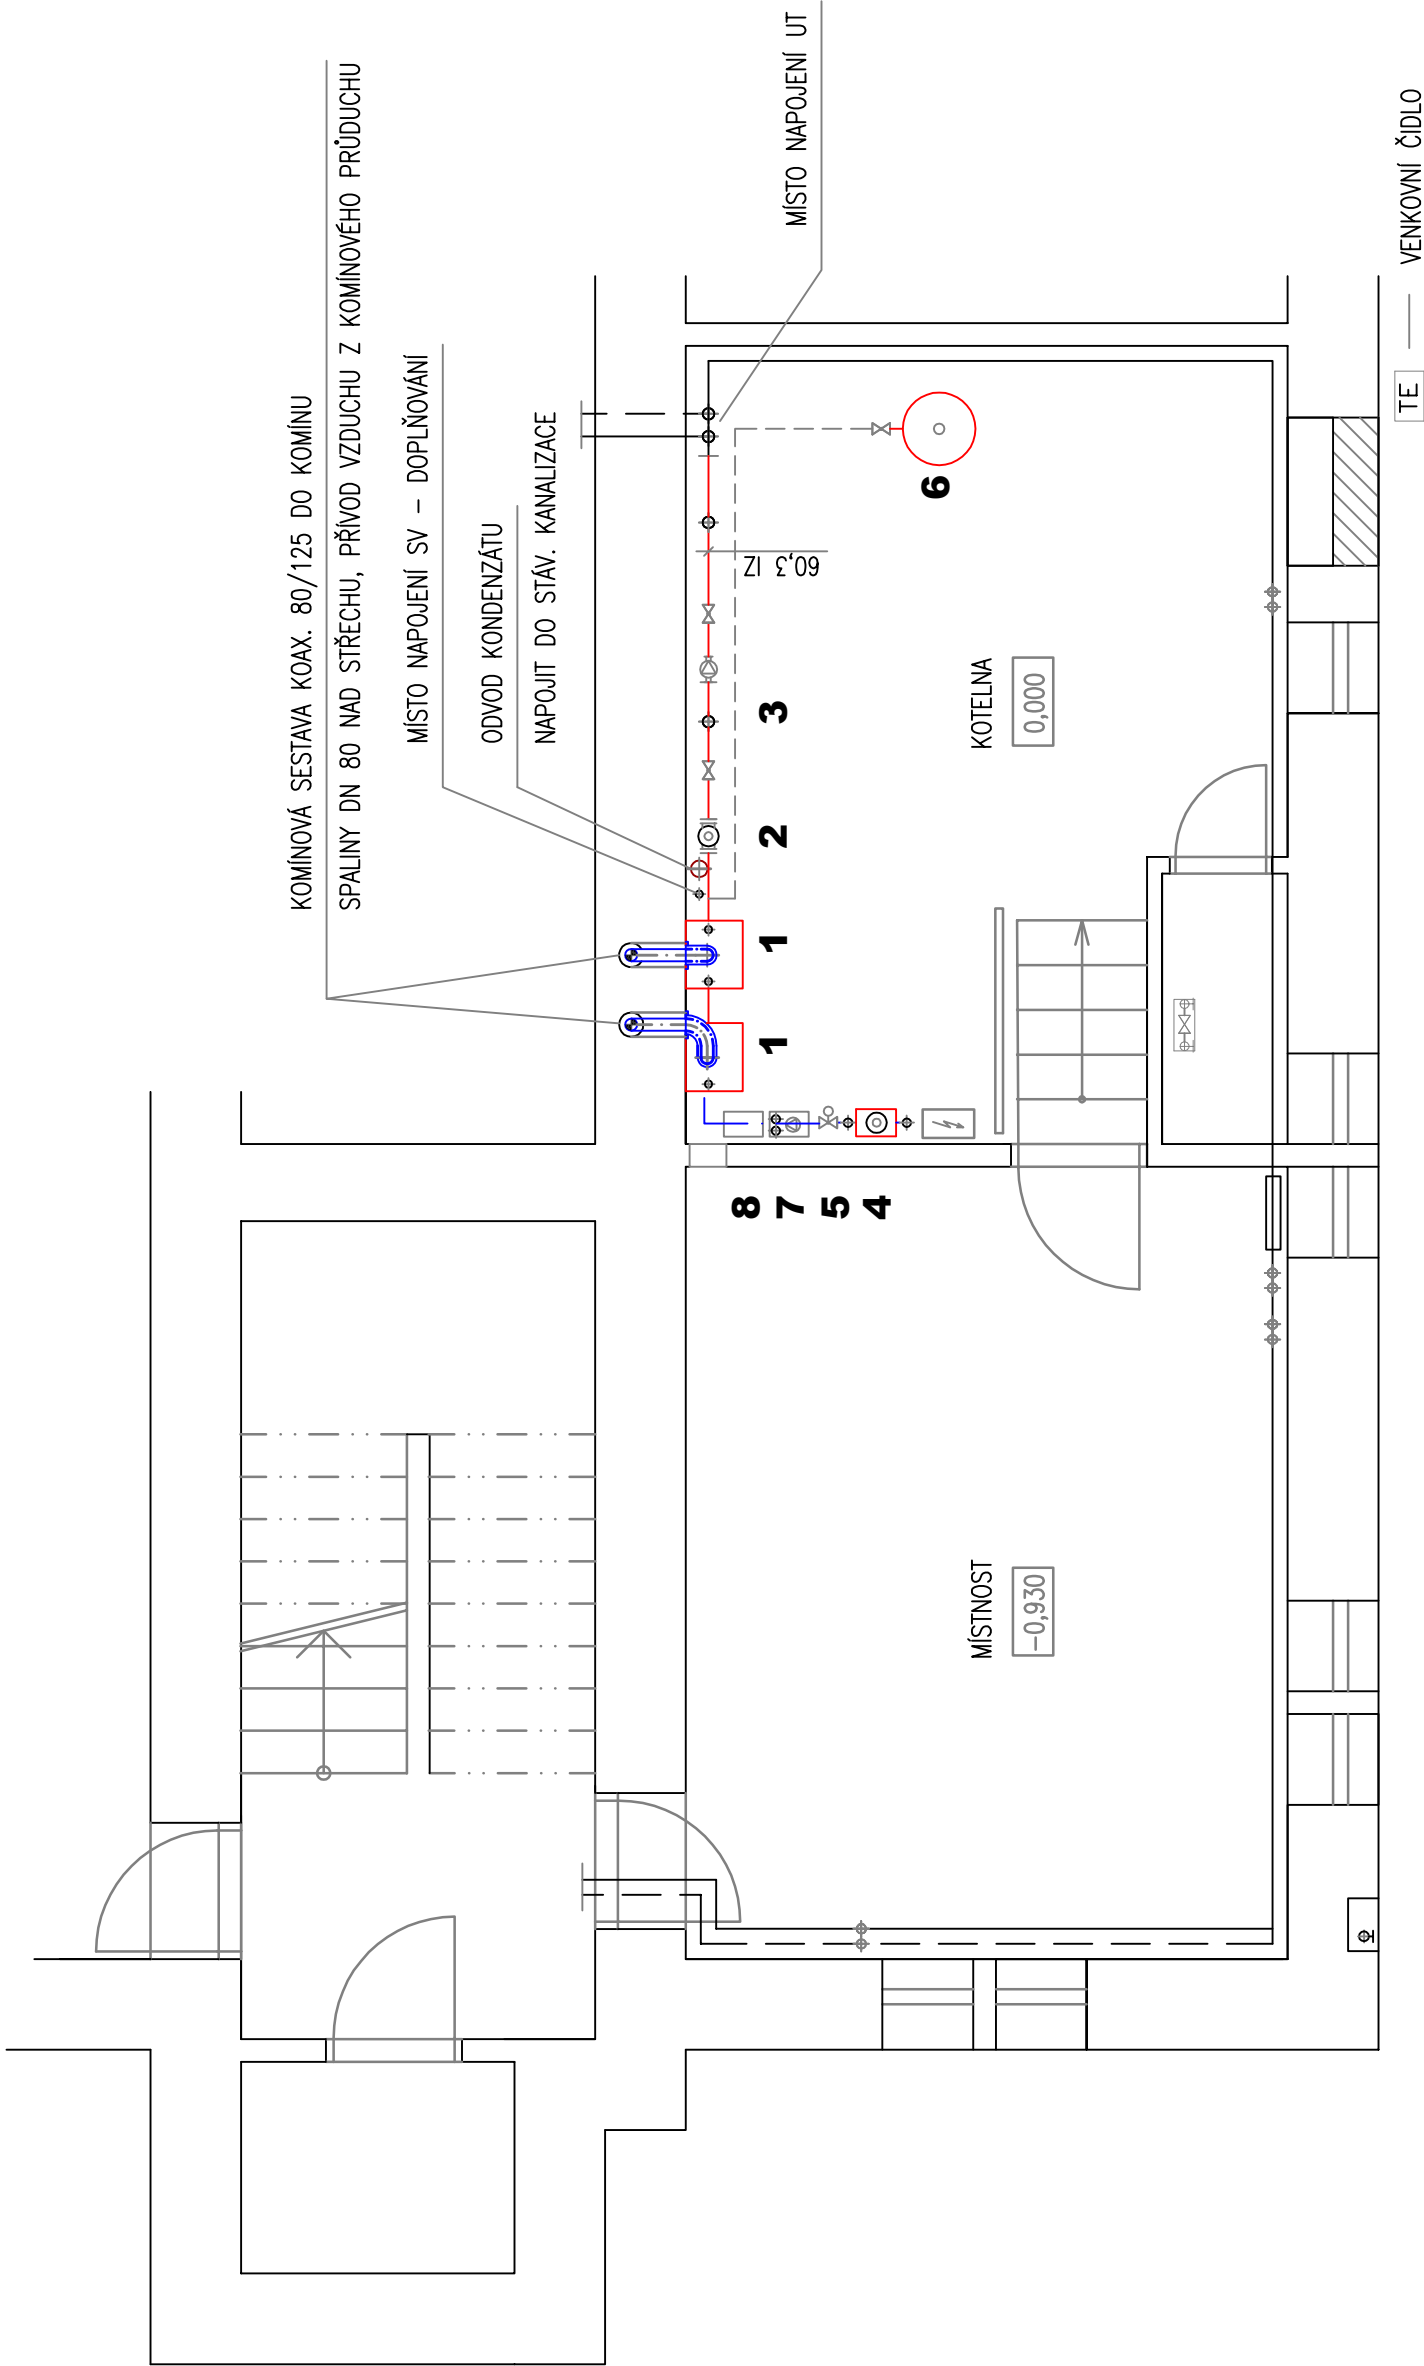 KOMÍNOVÁ SESTAVA KOAX. 80/125 DO KOMÍNU
SPALINY DN 80 NAD STŘECHU, PŘÍVOD VZDUCHU Z KOMÍNOVÉHO PRŮDUCHU
MÍSTO NAPOJENÍ SV - DOPLŇOVÁNÍ
ODVOD KONDENZÁTU
NAPOJIT DO STÁV. KANALIZACE
MÍSTO NAPOJENÍ UT
60,3 IZ
1
1
2
3
6
8
7
5
4
KOTELNA
0,000
MÍSTNOST
-0,930
TE
VENKOVNÍ ČIDLO